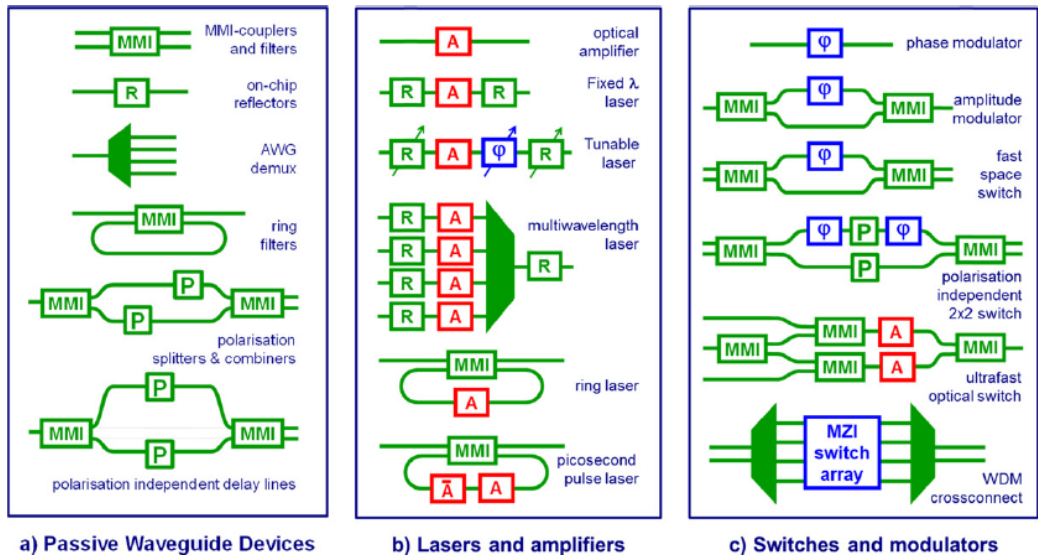 MMI
MMI-couplers
and filters
R
on-chip
reflectors
AWG
demux
MMI
ring
filters
MMI
P
P
MMI
polarisation
splitters & combiners
P
MMI
P
MMI
polarisation independent delay lines
a) Passive Waveguide Devices
A
optical
amplifier
R
A
R
Fixed λ
laser
R
A
φ
R
Tunable
laser
R
A
R
A
R
A
R
A
R
multiwavelength
laser
MMI
A
ring laser
MMI
Ā
A
picosecond
pulse laser
b) Lasers and amplifiers
φ
phase modulator
MMI
φ
MMI
amplitude
modulator
MMI
φ
MMI
fast
space
switch
MMI
φ
P
φ
P
MMI
polarisation
independent
2x2 switch
MMI
MMI
A
MMI
A
MMI
ultrafast
optical switch
MZI
switch
array
WDM
crossconnect
c) Switches and modulators